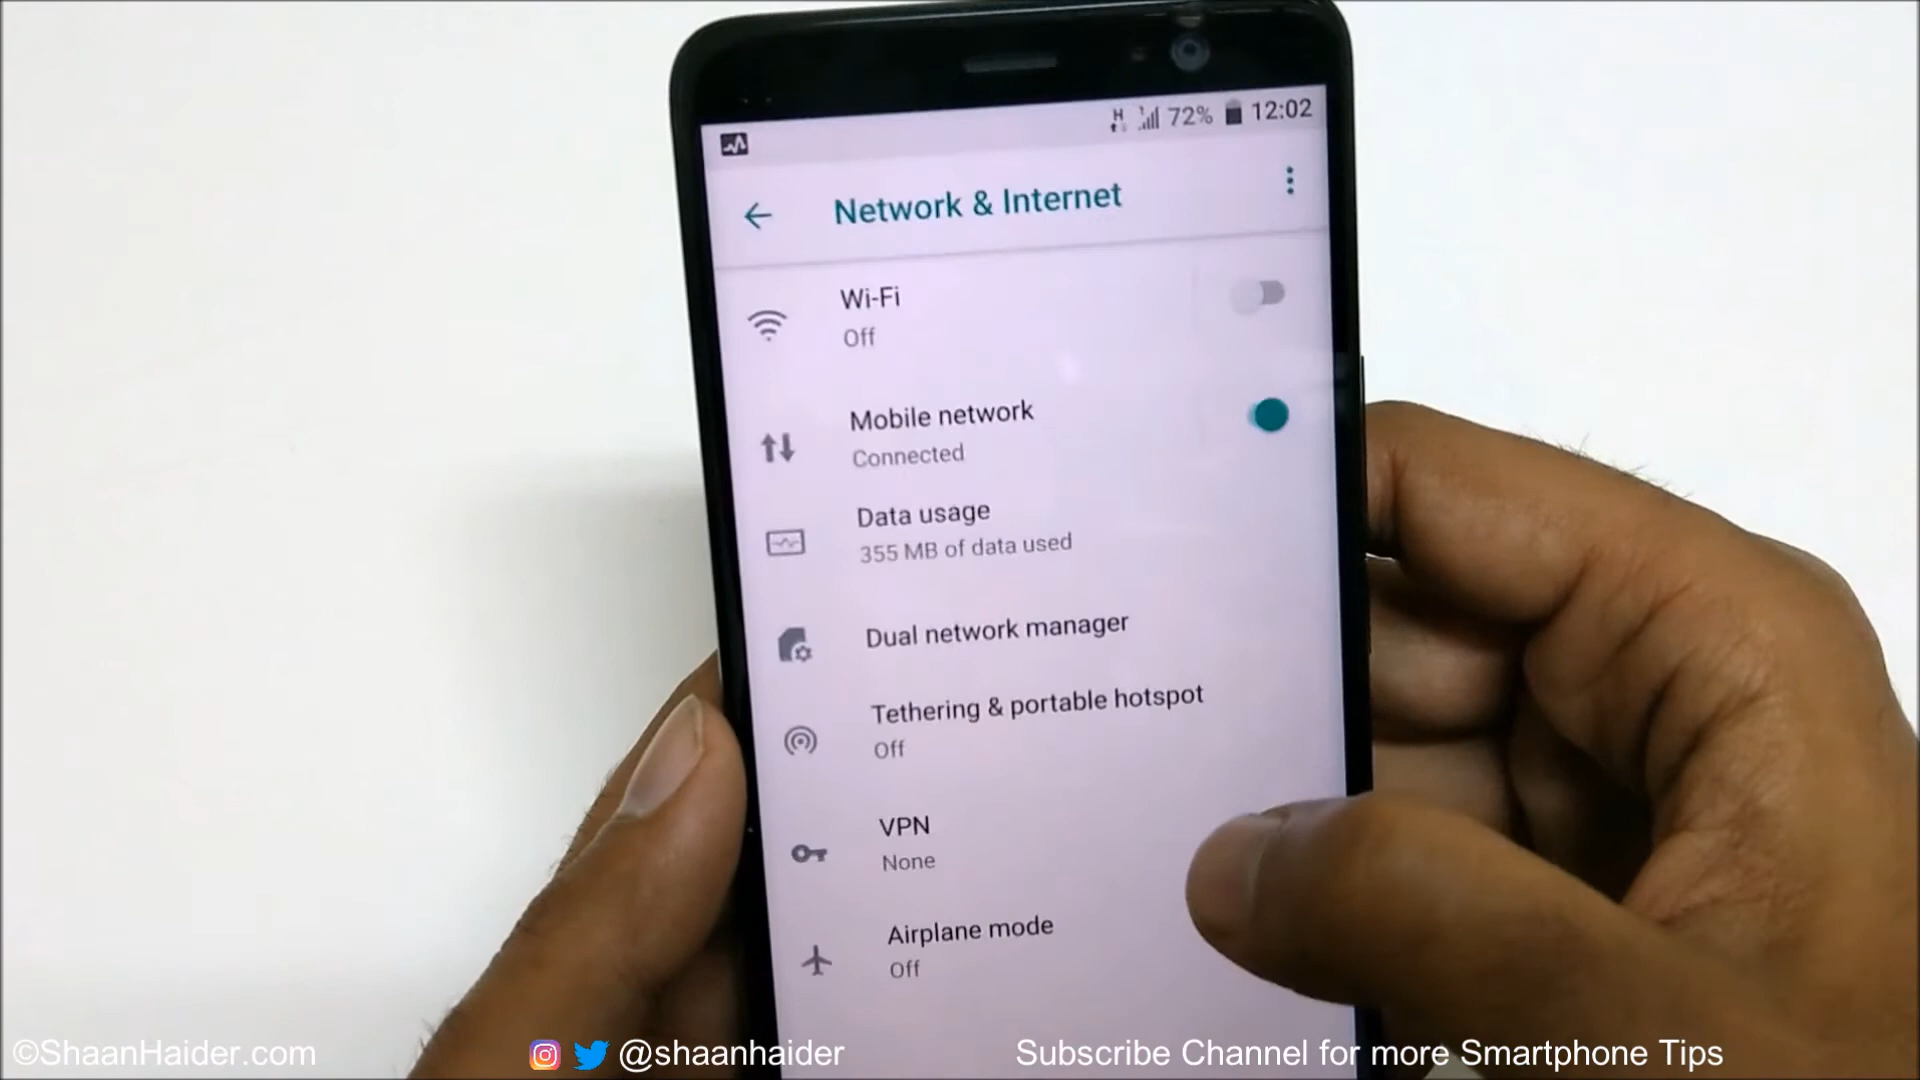 H 72% 12:02
Network & Internet
Wi-Fi
Off
Mobile network
Connected
Data usage
355 MB of data used
Dual network manager
Tethering & portable hotspot
Off
VPN
None
Airplane mode
Off
©ShaanHaider.com @shaanhaider Subscribe Channel for more Smartphone Tips